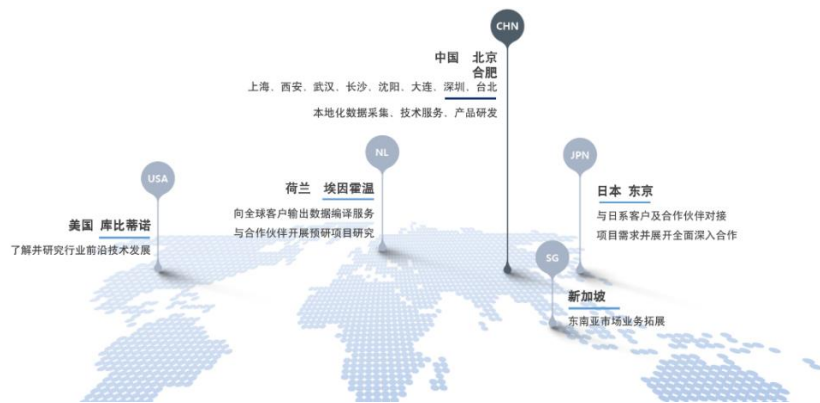 CHN
中国 北京
合肥
上海、西安、武汉、长沙、沈阳、大连、深圳、台北
本地化数据采集、技术服务、产品研发
NL
荷兰 埃因霍温
向全球客户输出数据编译服务
与合作伙伴开展预研项目研究
JPN
日本 东京
与日系客户及合作伙伴对接
项目需求并展开全面深入合作
USA
美国 库比蒂诺
了解并研究行业前沿技术发展
SG
新加坡
东南亚市场业务拓展